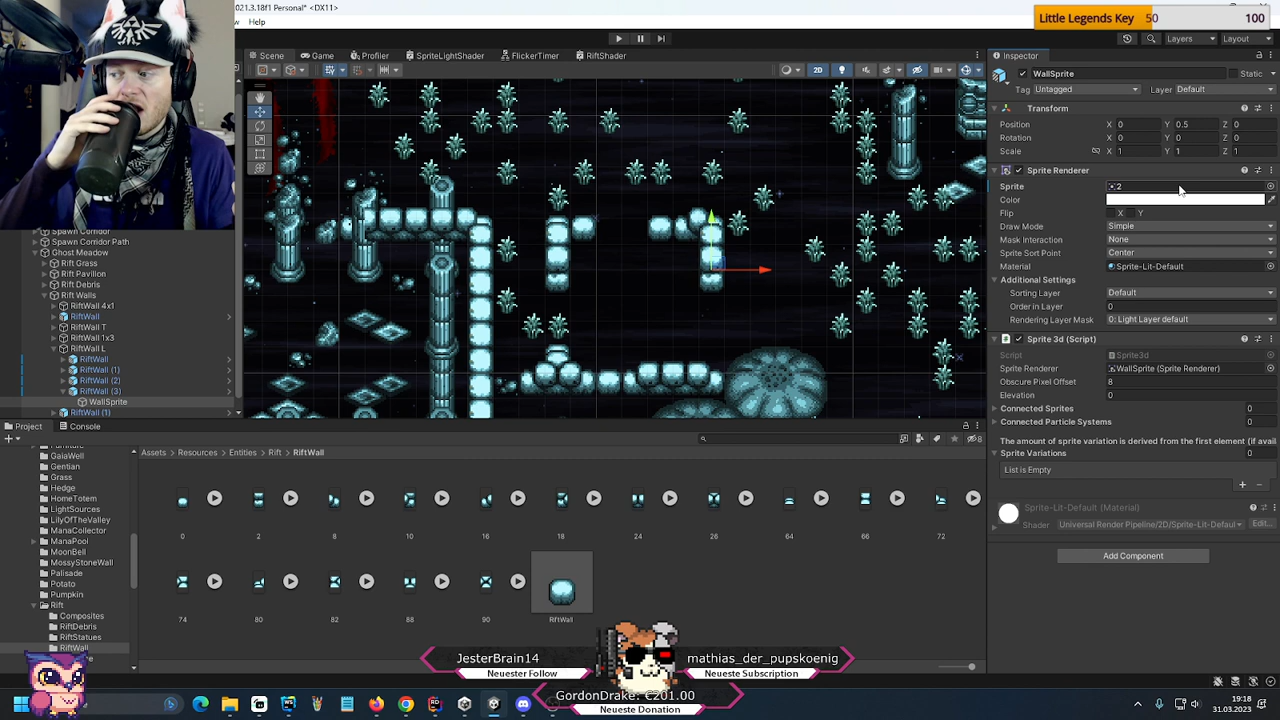 021.3.18f1 Personal* <DX11>
Help
Little Legends Key 50 100
Layers Layout
Scene Game Profiler SpriteLightShader FlickerTimer RiftShader
2D
Inspector
WallSprite Static
Tag Untagged Layer Default
Transform
Position X 0 Y 0.5 Z 0
Rotation X 0 Y 0 Z 0
Scale X 1 Y 1 Z 1
Sprite Renderer
Sprite 2
Color
Flip X Y
Draw Mode Simple
Mask Interaction None
Sprite Sort Point Center
Material Sprite-Lit-Default
Additional Settings
Sorting Layer Default
Order in Layer 0
Rendering Layer Mask 0: Light Layer default
Sprite 3d (Script)
Script Sprite3d
Sprite Renderer WallSprite (Sprite Renderer)
Obscure Pixel Offset 8
Elevation 0
Connected Sprites 0
Connected Particle Systems 0
The amount of sprite variation is derived from the first element (if avail
Sprite Variations 0
List is Empty
Sprite-Lit-Default (Material)
Shader Universal Render Pipeline/2D/Sprite-Lit-Defaul Edit...
Add Component
Spawn Corridor
Spawn Corridor Path
Ghost Meadow
Rift Grass
Rift Pavilion
Rift Debris
Rift Walls
RiftWall 4x1
RiftWall
RiftWall T
RiftWall 1x3
RiftWall L
RiftWall
RiftWall (1)
RiftWall (2)
RiftWall (3)
WallSprite
RiftWall (1)
Project Console
8
Assets > Resources > Entities > Rift > RiftWall
GaiaWell
Gentian
Grass
Hedge
HomeTotem
LightSources
LilyOfTheValley
ManaCollector
ManaPool
MoonBell
MossyStoneWall
Palisade
Potato
Pumpkin
Rift
Composites
RiftDebris
RiftStatues
RiftWall
0 2 8 10 16 18 24 26 64 66 72
74 80 82 88 90 RiftWall
JesterBrain14
Neuester Follow
mathias_der_pupskoenig
Neueste Subscription
GordonDrake: €201.00
Neueste Donation
19:18
31.03.2023